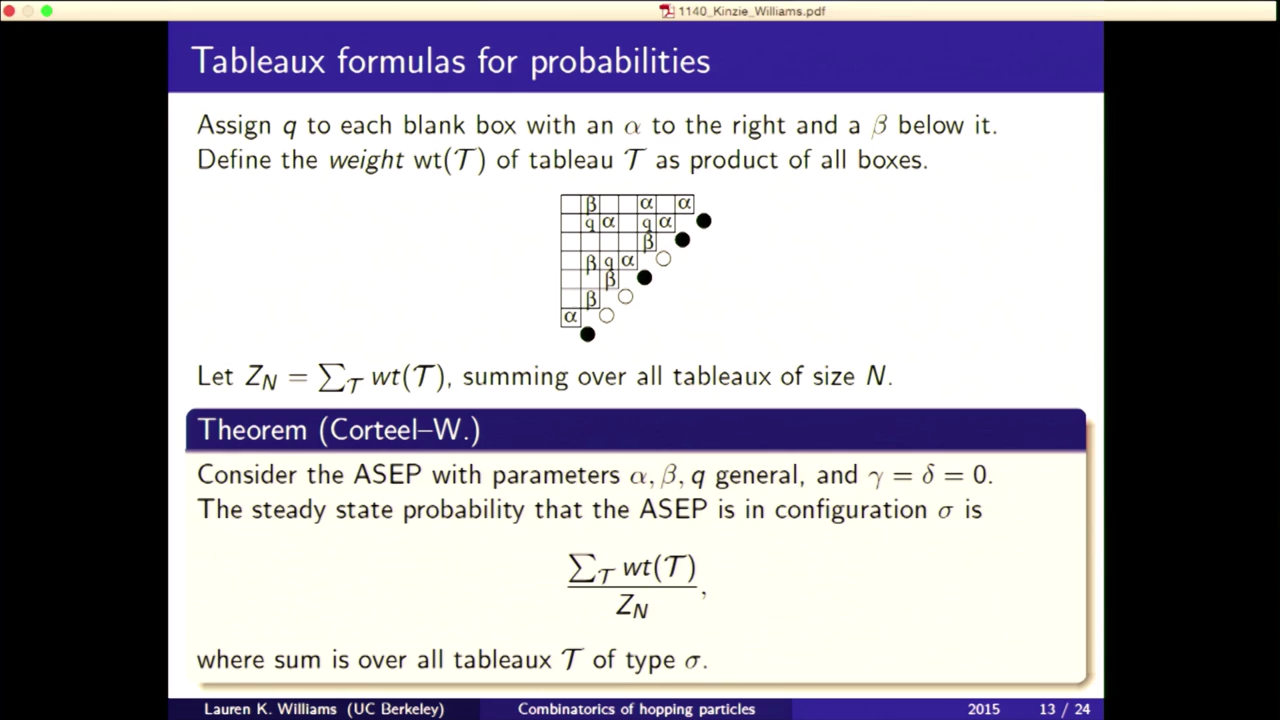 1140_Kinzie_Williams.pdf
Tableaux formulas for probabilities
Assign q to each blank box with an α to the right and a β below it.
Define the weight wt(𝒯) of tableau 𝒯 as product of all boxes.
β α α
q α q α
β
β q α
β
β
α
Let Z_N = ∑_𝒯 wt(𝒯), summing over all tableaux of size N.
Theorem (Corteel–W.)
Consider the ASEP with parameters α, β, q general, and γ = δ = 0.
The steady state probability that the ASEP is in configuration σ is
∑_𝒯 wt(𝒯)
Z_N ,
where sum is over all tableaux 𝒯 of type σ.
Lauren K. Williams (UC Berkeley) Combinatorics of hopping particles 2015 13 / 24